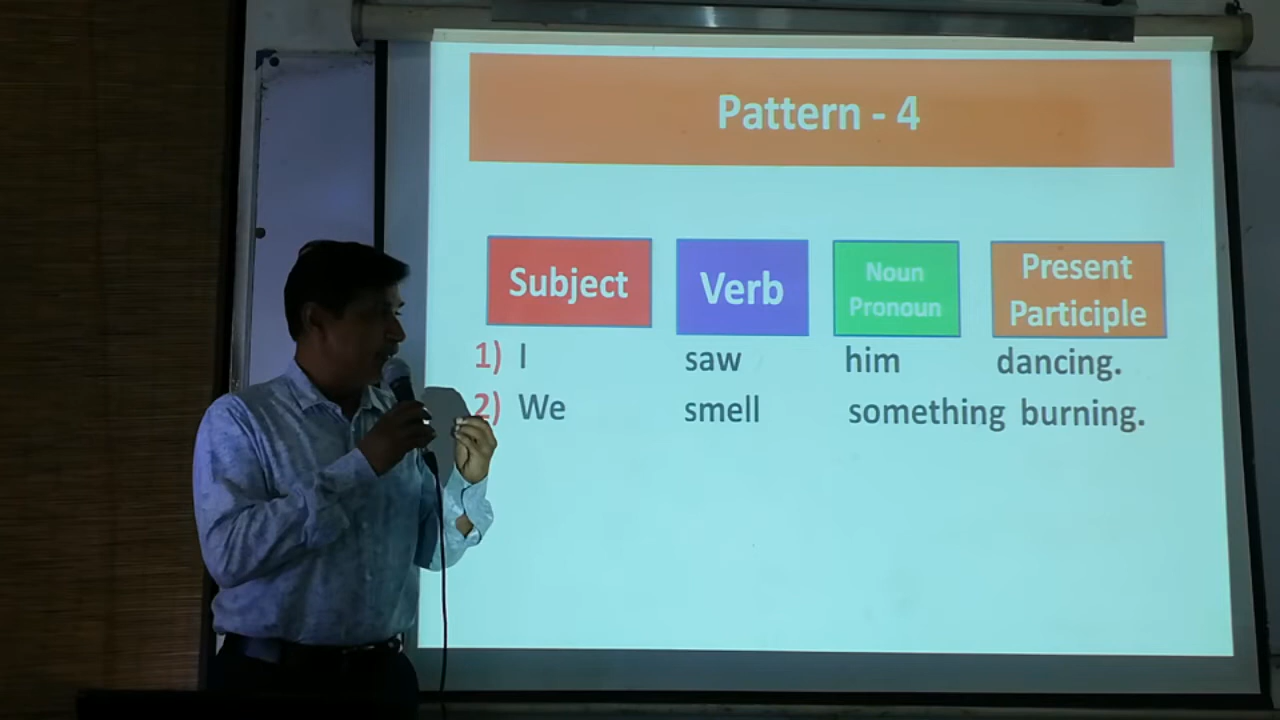 Pattern - 4
Subject Verb Noun Pronoun Present Participle
1) I saw him dancing.
2) We smell something burning.